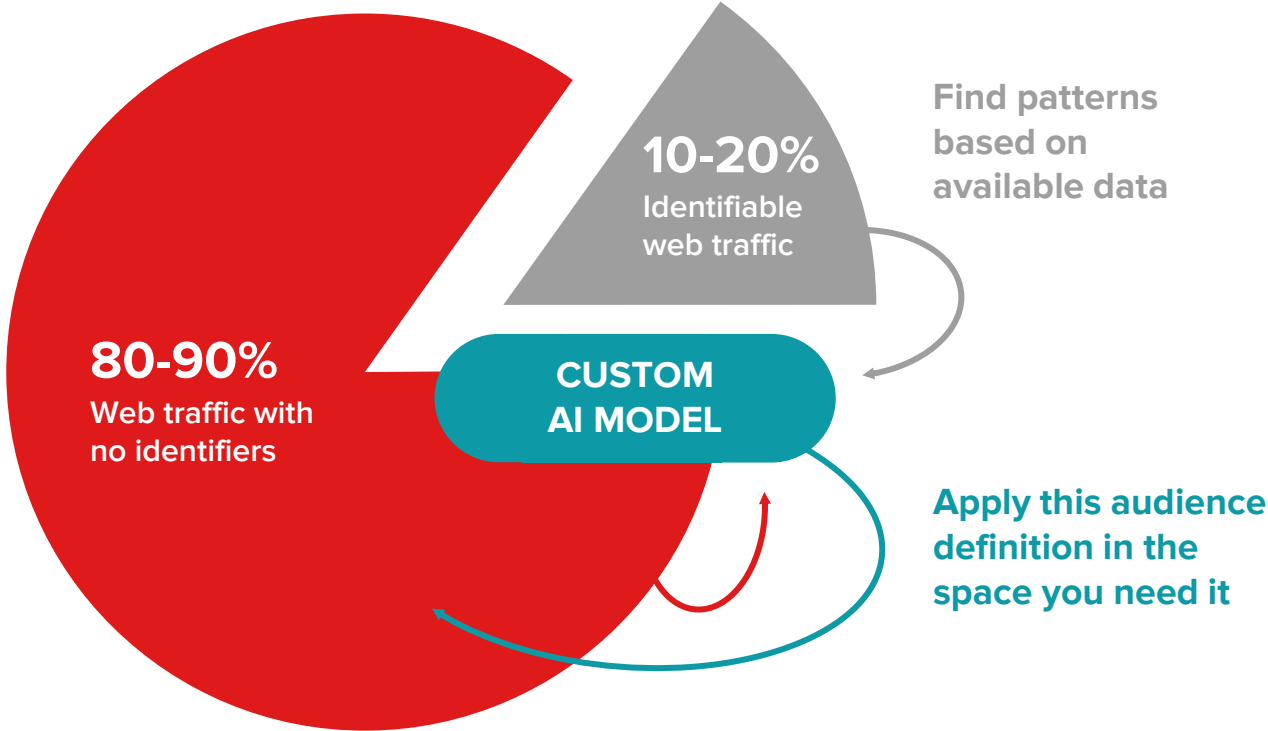 10-20%
Identifiable
web traffic
Find patterns
based on
available data
80-90%
Web traffic with
no identifiers
CUSTOM
AI MODEL
Apply this audience
definition in the
space you need it